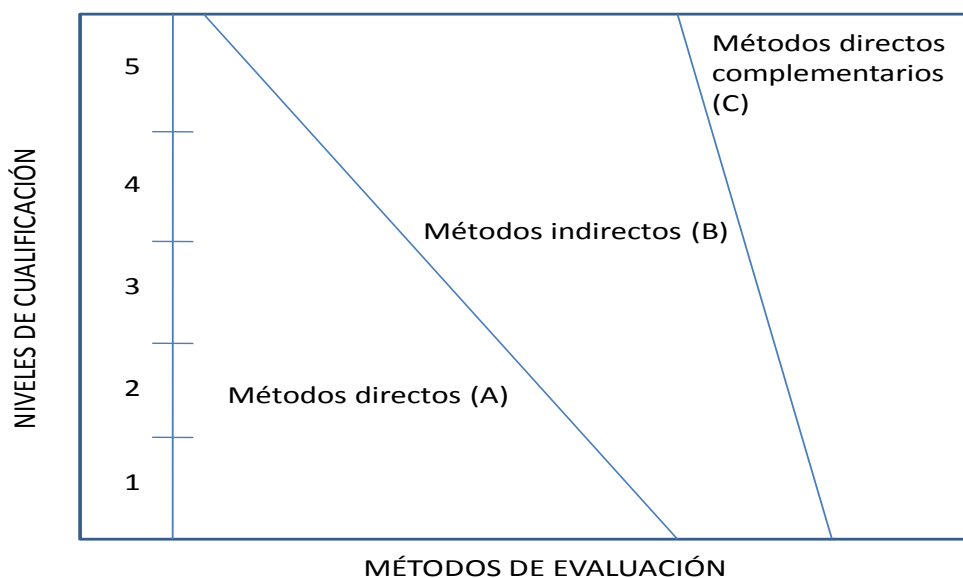 Métodos directos
complementarios
(C)
5
4
Métodos indirectos (B)
3
2
Métodos directos (A)
1
NIVELES DE CUALIFICACIÓN
MÉTODOS DE EVALUACIÓN